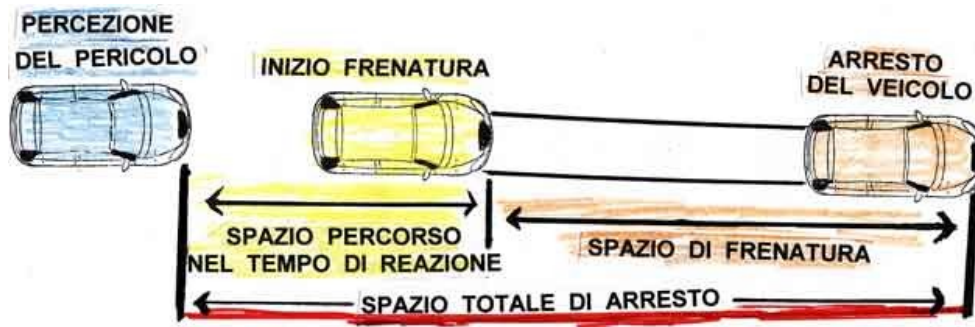 PERCEZIONE
DEL PERICOLO
INIZIO FRENATURA
ARRESTO
DEL VEICOLO
SPAZIO PERCORSO
NEL TEMPO DI REAZIONE
SPAZIO DI FRENATURA
SPAZIO TOTALE DI ARRESTO